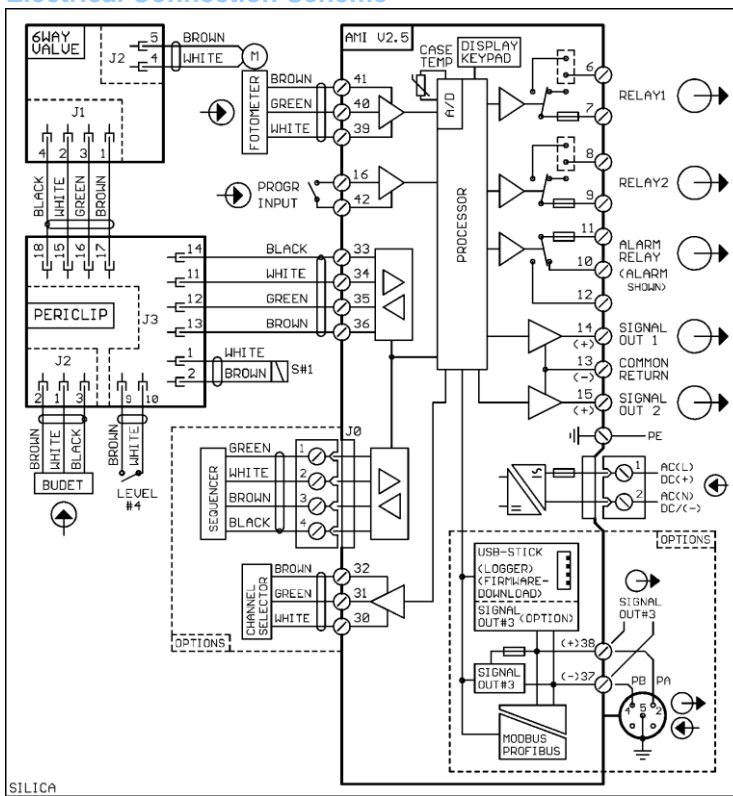 Electrical Connection Scheme
6WAY
VALVE
J2
5
4
BROWN
WHITE
M
J1
4
2
3
1
BLACK
WHITE
GREEN
BROWN
18
15
16
17
PERICLIP
J3
J2
14
11
12
13
1
2
BLACK
WHITE
GREEN
BROWN
WHITE
BROWN
S#1
2
1
3
9
10
BROWN
WHITE
BLACK
BROWN
WHITE
BUDET
LEVEL
#4
FOTOMETER
BROWN
GREEN
WHITE
41
40
39
PROGR
INPUT
16
42
33
34
35
36
AMI V2.5
CASE
TEMP
DISPLAY
KEYPAD
A/D
PROCESSOR
6
7
RELAY1
8
9
RELAY2
11
10
12
ALARM
RELAY
(ALARM
SHOWN)
14
(+)
SIGNAL
OUT 1
13
(-)
COMMON
RETURN
15
(+)
SIGNAL
OUT 2
PE
1
AC(L)
DC(+)
2
AC(N)
DC/(-)
J0
SEQUENCER
GREEN
WHITE
BROWN
BLACK
1
2
3
4
CHANNEL
SELECTOR
BROWN
GREEN
WHITE
32
31
30
OPTIONS
OPTIONS
USB-STICK
(LOGGER)
(FIRMWARE-
DOWNLOAD)
SIGNAL
OUT#3 (OPTION)
SIGNAL
OUT#3
(+)38
(-)37
SIGNAL
OUT#3
PB PA
4
5
2
MODBUS
PROFIBUS
SILICA